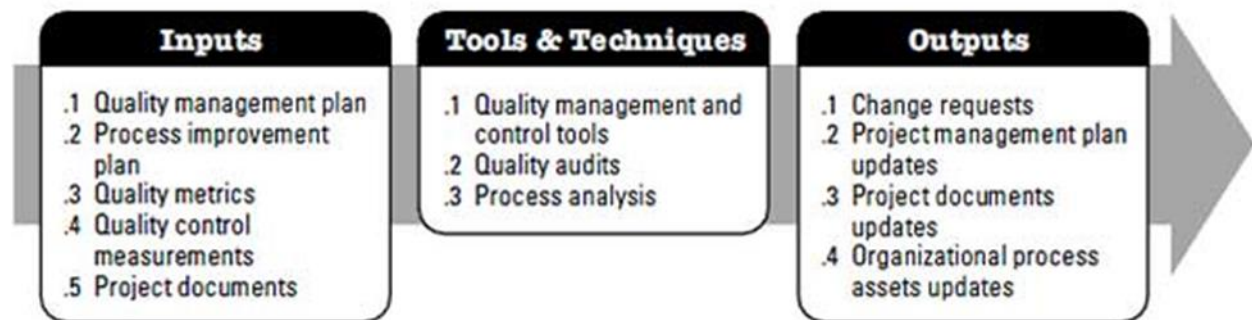 Inputs
.1 Quality management plan
.2 Process improvement
plan
.3 Quality metrics
.4 Quality control
measurements
.5 Project documents
Tools & Techniques
.1 Quality management and
control tools
.2 Quality audits
.3 Process analysis
Outputs
.1 Change requests
.2 Project management plan
updates
.3 Project documents
updates
.4 Organizational process
assets updates